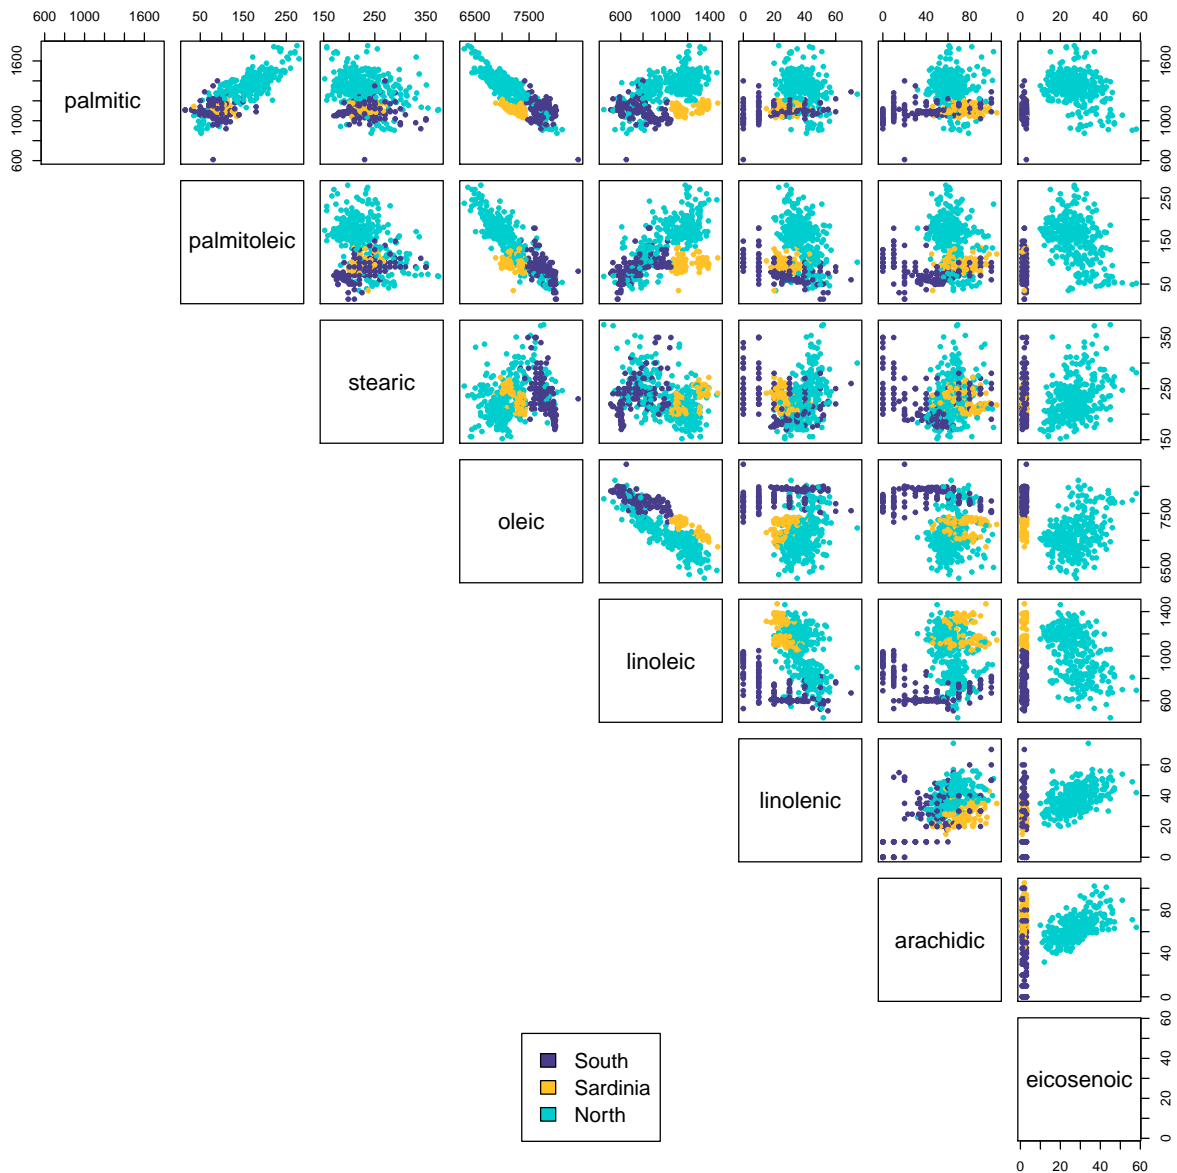 600 1000 1600 50 150 250 150 250 350 6500 7500 600 1000 1400 0 20 40 60 0 40 80 0 20 40 60
palmitic 600 1000 1600
palmitoleic 50 150 250
stearic 150 250 350
oleic 6500 7500
linoleic 600 1000 1400
linolenic 0 20 40 60
arachidic 0 40 80
South
Sardinia
North
eicosenoic 0 20 40 60
0 20 40 60